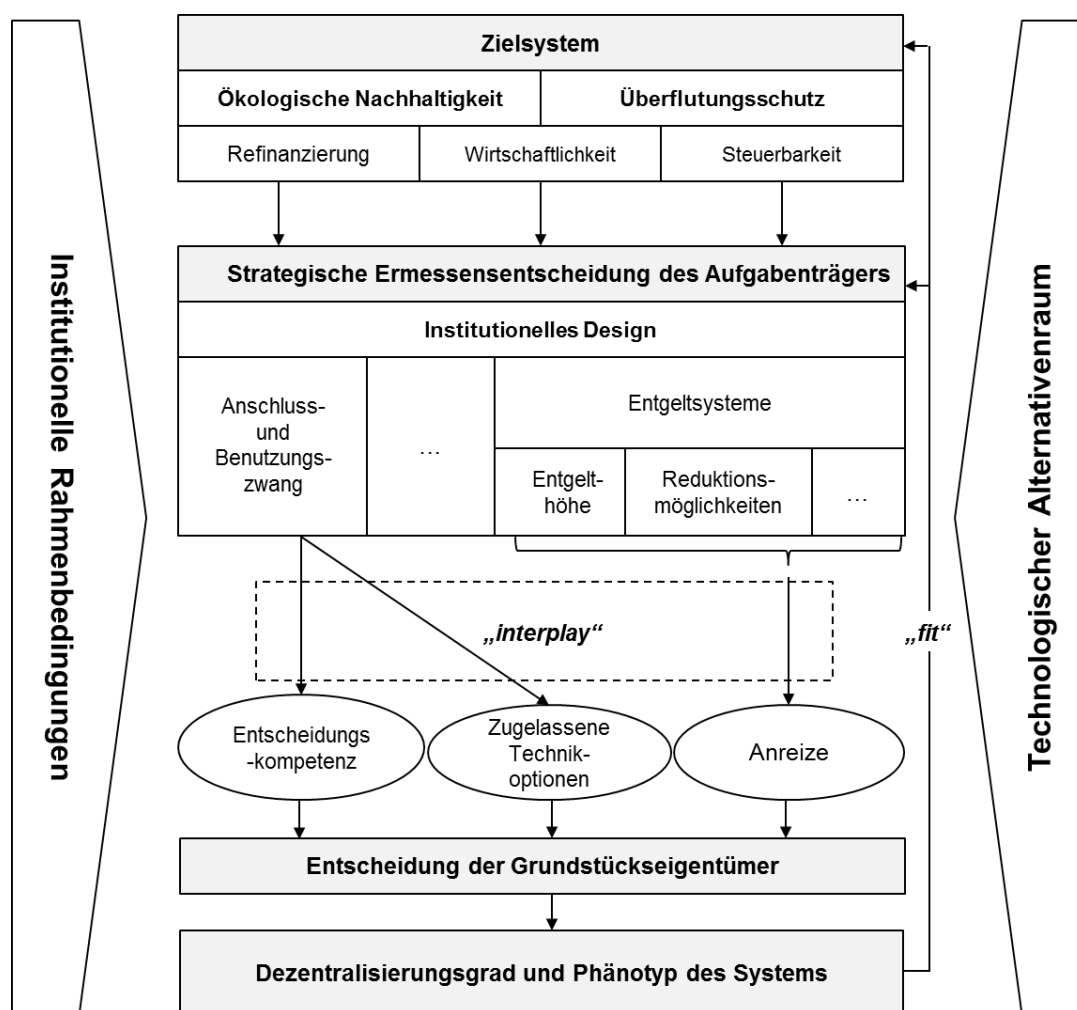 Zielsystem
Ökologische Nachhaltigkeit
Überflutungsschutz
Refinanzierung
Wirtschaftlichkeit
Steuerbarkeit
Strategische Ermessensentscheidung des Aufgabenträgers
Institutionelles Design
Anschluss-
und
Benutzungs-
zwang
…
Entgeltsysteme
Entgelt-
höhe
Reduktions-
möglichkeiten
…
„interplay“
„fit“
Entscheidungs
-kompetenz
Zugelassene
Technik-
optionen
Anreize
Entscheidung der Grundstückseigentümer
Dezentralisierungsgrad und Phänotyp des Systems
Institutionelle Rahmenbedingungen
Technologischer Alternativenraum